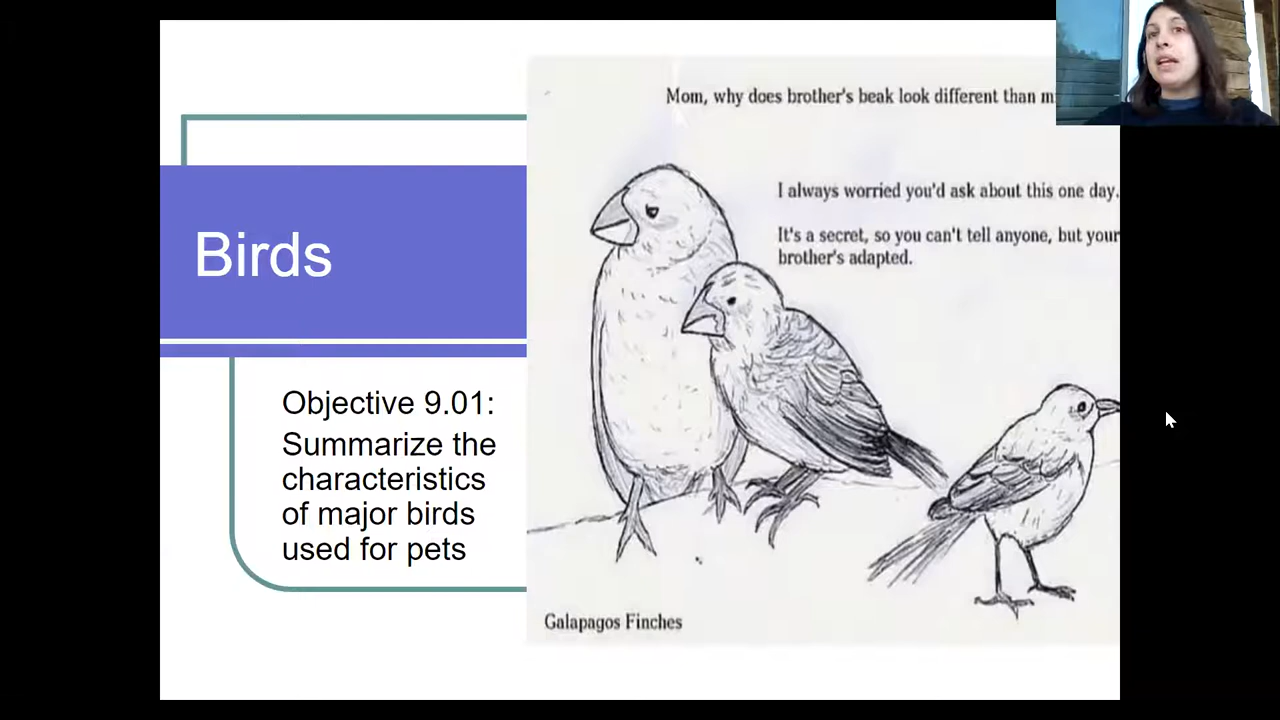 Birds
Objective 9.01:
Summarize the
characteristics
of major birds
used for pets
Mom, why does brother's beak look different than
I always worried you'd ask about this one day.
It's a secret, so you can't tell anyone, but your
brother's adapted.
Galapagos Finches